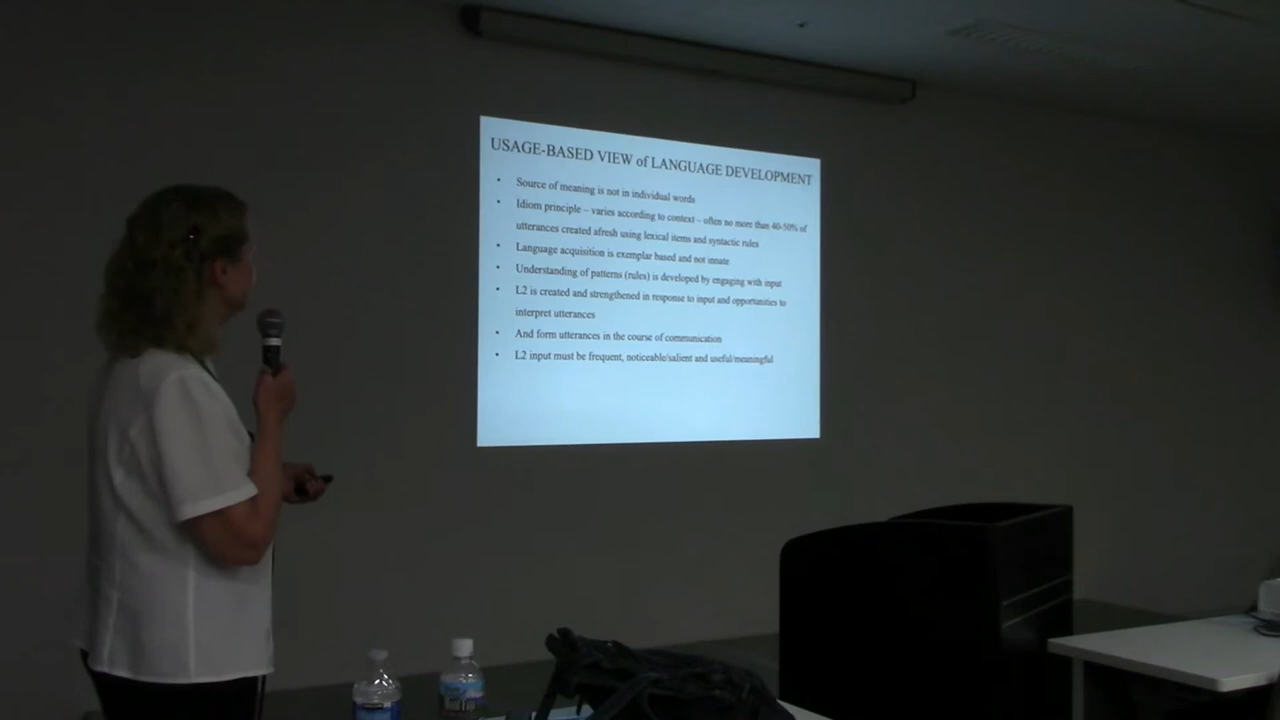 USAGE-BASED VIEW of LANGUAGE DEVELOPMENT
• Source of meaning is not in individual words
• Idiom principle – varies according to context – often no more than 40-50% of
utterances created afresh using lexical items and syntactic rules
• Language acquisition is exemplar based and not innate
• Understanding of patterns (rules) is developed by engaging with input
• L2 is created and strengthened in response to input and opportunities to
interpret utterances
• And form utterances in the course of communication
• L2 input must be frequent, noticeable/salient and useful/meaningful